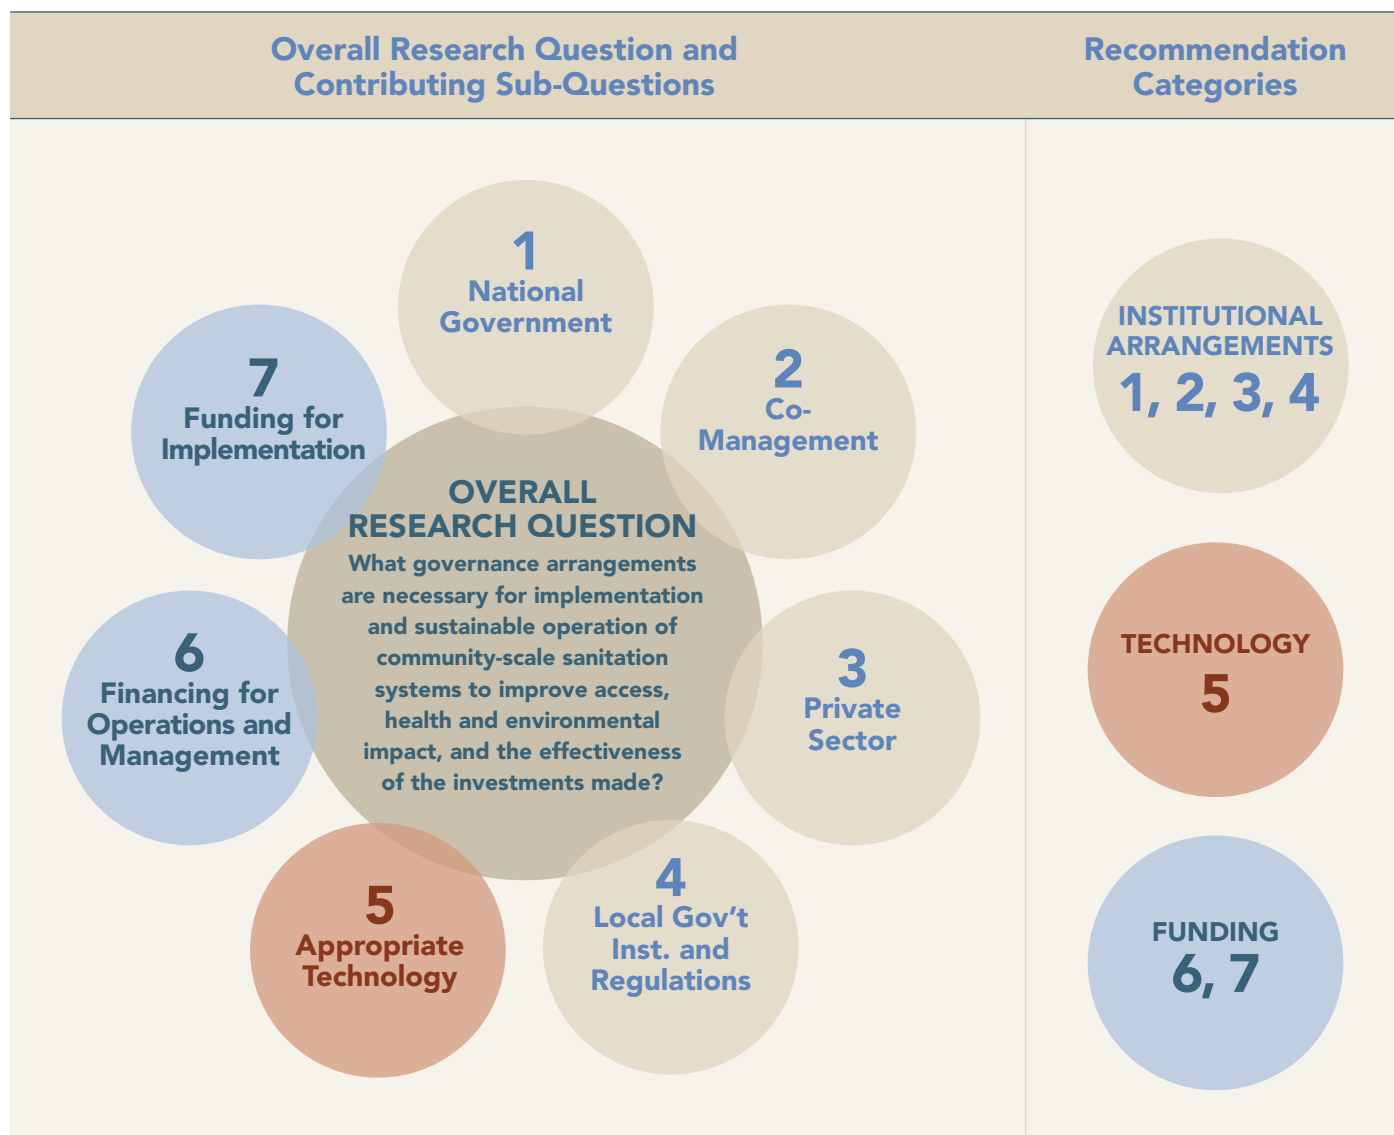 Overall Research Question and
Contributing Sub-Questions
Recommendation
Categories
1
National
Government
2
Co-
Management
3
Private
Sector
4
Local Gov’t
Inst. and
Regulations
5
Appropriate
Technology
6
Financing for
Operations and
Management
7
Funding for
Implementation
OVERALL
RESEARCH QUESTION
What governance arrangements
are necessary for implementation
and sustainable operation of
community-scale sanitation
systems to improve access,
health and environmental
impact, and the effectiveness
of the investments made?
INSTITUTIONAL
ARRANGEMENTS
1, 2, 3, 4
TECHNOLOGY
5
FUNDING
6, 7